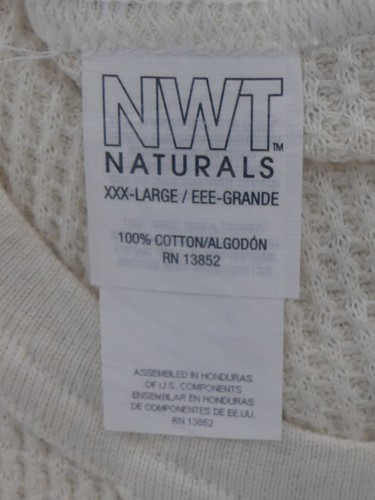 NWT™
NATURALS
XXX-LARGE / EEE-GRANDE
100% COTTON/ALGODÓN
RN 13852
ASSEMBLED IN HONDURAS
OF U.S. COMPONENTS
ENSEMBLAR EN HONDURAS
DE COMPONENTES DE EE.UU.
RN 13852